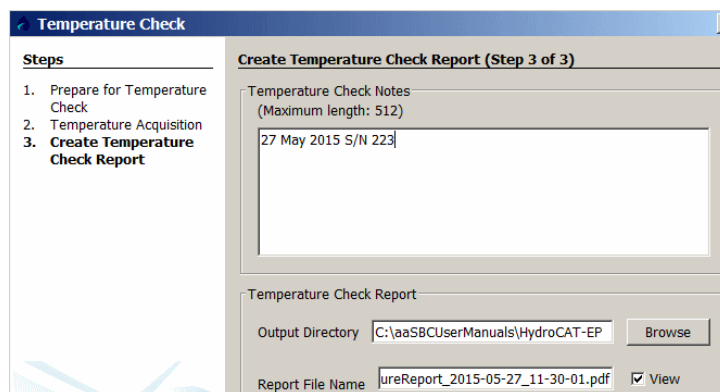 Temperature Check
Steps
1. Prepare for Temperature
Check
2. Temperature Acquisition
3. Create Temperature
Check Report
Create Temperature Check Report (Step 3 of 3)
Temperature Check Notes
(Maximum length: 512)
27 May 2015 S/N 223
Temperature Check Report
Output Directory C:\aaSBCUserManuals\HydroCAT-EP Browse
Report File Name ureReport_2015-05-27_11-30-01.pdf View